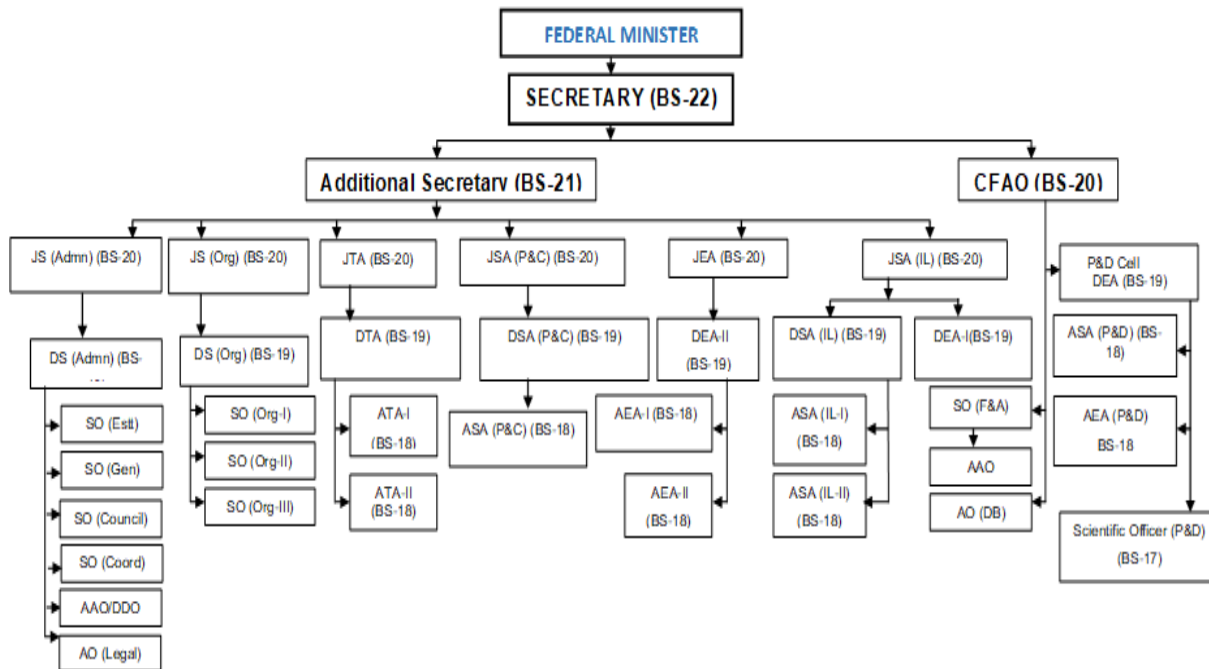 FEDERAL MINISTER
SECRETARY (BS-22)
Additional Secretary (BS-21)
CFAO (BS-20)
JS (Admn) (BS-20)
JS (Org) (BS-20)
JTA (BS-20)
JSA (P&C) (BS-20)
JEA (BS-20)
JSA (IL) (BS-20)
P&D Cell
DEA (BS-19)
DS (Admn) (BS-
DS (Org) (BS-19)
DTA (BS-19)
DSA (P&C) (BS-19)
DEA-II
(BS-19)
DSA (IL) (BS-19)
DEA-I(BS-19)
ASA (P&D) (BS-
18)
SO (Estt)
SO (Gen)
SO (Council)
SO (Coord)
AAO/DDO
AO (Legal)
SO (Org-I)
SO (Org-II)
SO (Org-III)
ATA-I
(BS-18)
ATA-II
(BS-18)
ASA (P&C) (BS-18)
AEA-I (BS-18)
AEA-II
(BS-18)
ASA (IL-I)
(BS-18)
ASA (IL-II)
(BS-18)
SO (F&A)
AAO
AO (DB)
AEA (P&D)
BS-18
Scientific Officer (P&D)
(BS-17)